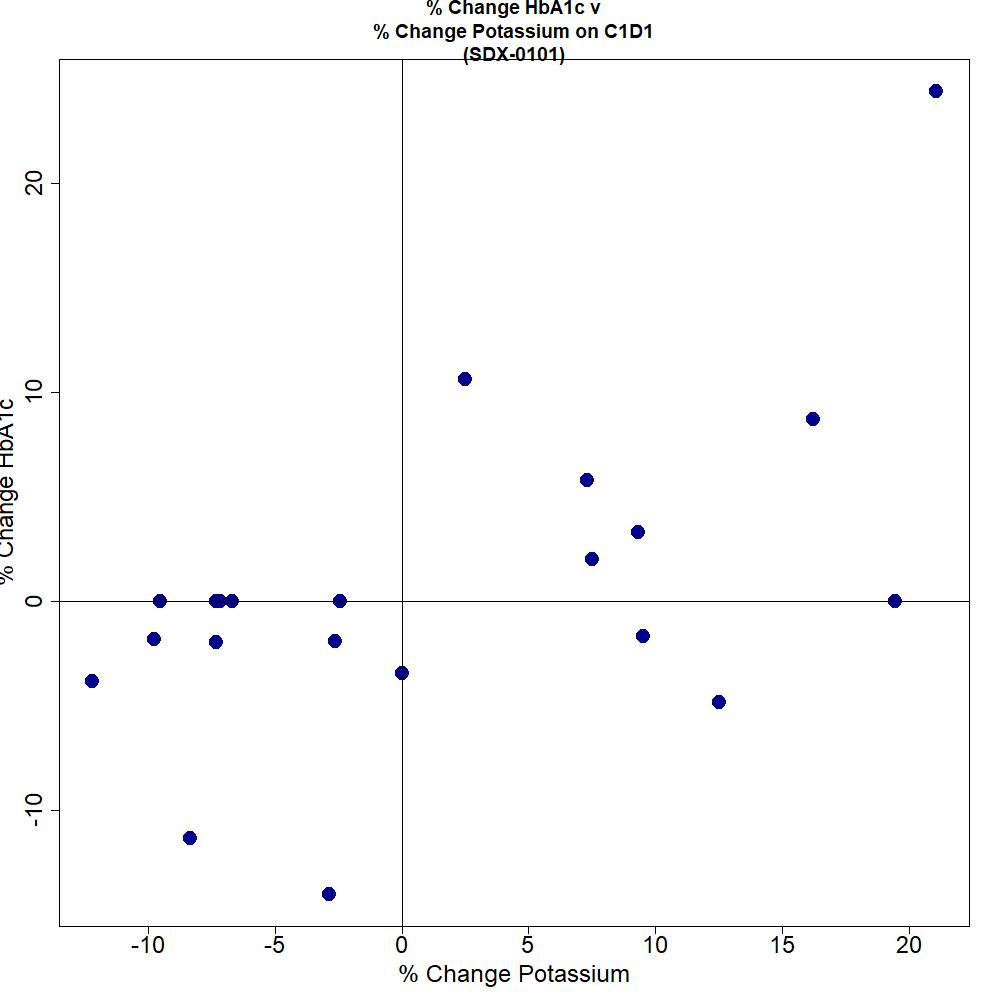 % Change HbA1c v
% Change Potassium on C1D1
(SDX-0101)
20
10
0
-10
% Change HbA1c
-10 -5 0 5 10 15 20
% Change Potassium